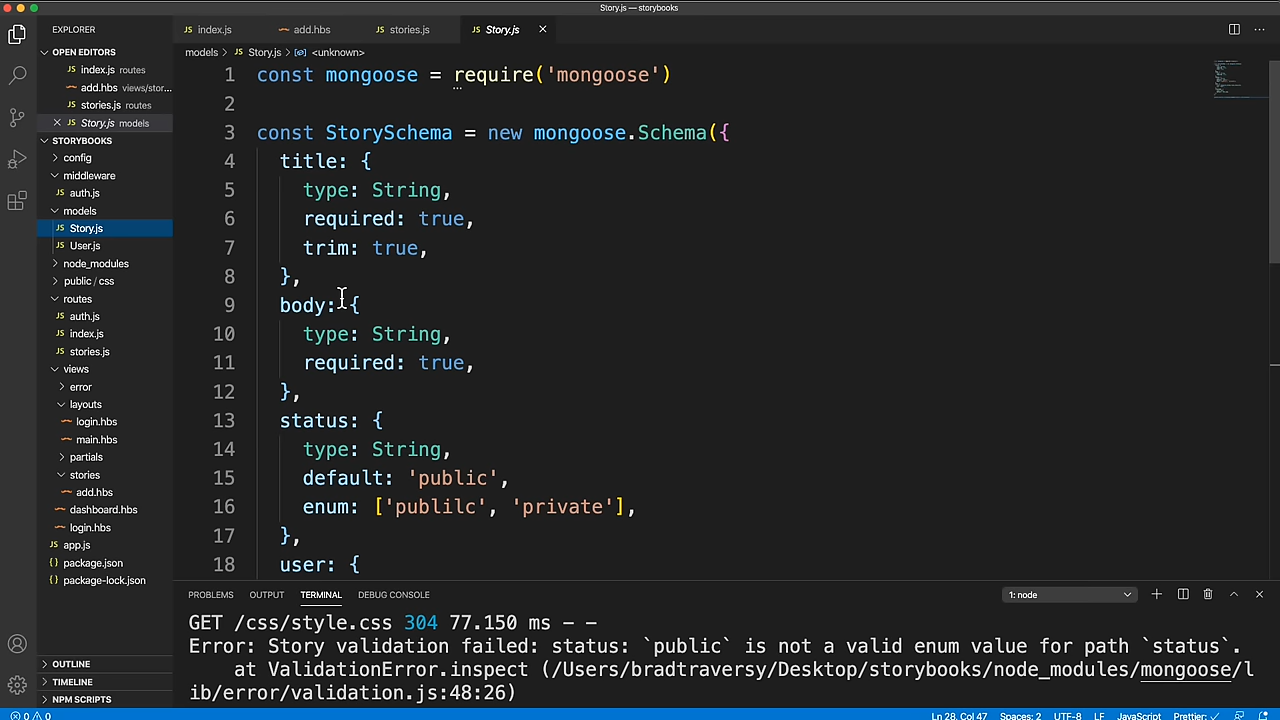 Story.js — storybooks
EXPLORER
index.js
add.hbs
stories.js
Story.js
OPEN EDITORS
models > Story.js > <unknown>
index.js routes
add.hbs views/stor...
stories.js routes
Story.js models
STORYBOOKS
config
middleware
auth.js
models
Story.js
User.js
node_modules
public / css
routes
auth.js
index.js
stories.js
views
error
layouts
login.hbs
main.hbs
partials
stories
add.hbs
dashboard.hbs
login.hbs
app.js
package.json
package-lock.json
OUTLINE
TIMELINE
NPM SCRIPTS
1 const mongoose = require('mongoose')
2
3 const StorySchema = new mongoose.Schema({
4 title: {
5 type: String,
6 required: true,
7 trim: true,
8 },
9 body: {
10 type: String,
11 required: true,
12 },
13 status: {
14 type: String,
15 default: 'public',
16 enum: ['publilc', 'private'],
17 },
18 user: {
PROBLEMS OUTPUT TERMINAL DEBUG CONSOLE 1: node
GET /css/style.css 304 77.150 ms - -
Error: Story validation failed: status: `public` is not a valid enum value for path `status`.
at ValidationError.inspect (/Users/bradtraversy/Desktop/storybooks/node_modules/mongoose/l
ib/error/validation.js:48:26)
0 0 Ln 28, Col 47 Spaces: 2 UTF-8 LF JavaScript Prettier: ✓